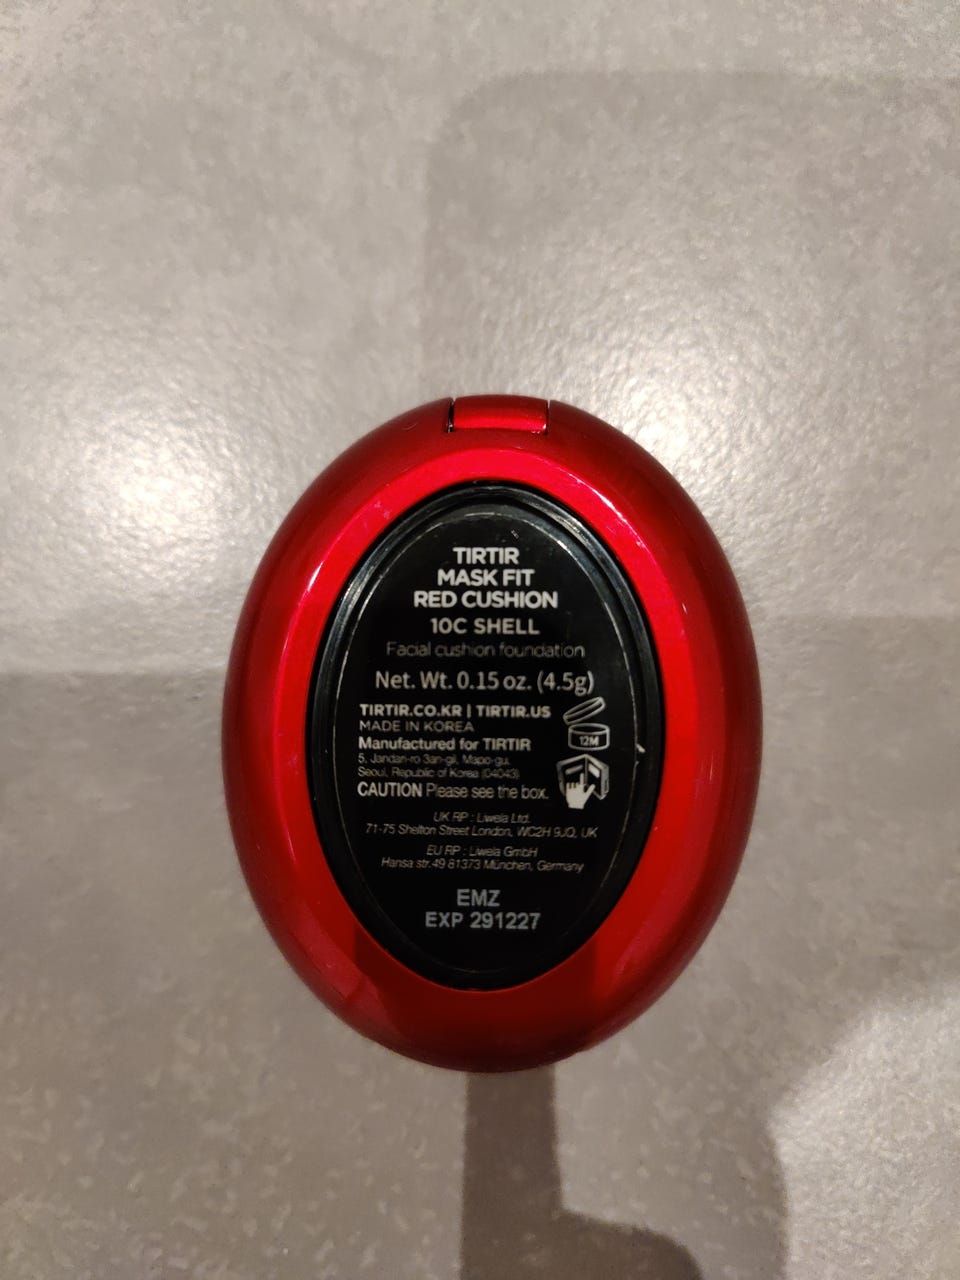 TIRTIR
MASK FIT
RED CUSHION
10C SHELL
Facial cushion foundation
Net. Wt. 0.15 oz. (4.5g)
TIRTIR.CO.KR | TIRTIR.US
MADE IN KOREA
Manufactured for TIRTIR
5, Jandari-ro 3an-gil, Mapo-gu,
Seoul, Republic of Korea (04043)
CAUTION Please see the box.
12M
UK RP : Liwela Ltd.
71-75 Shelton Street London, WC2H 9JQ, UK
EU RP : Liwela GmbH
Hansa str.49 81373 München, Germany
EMZ
EXP 291227